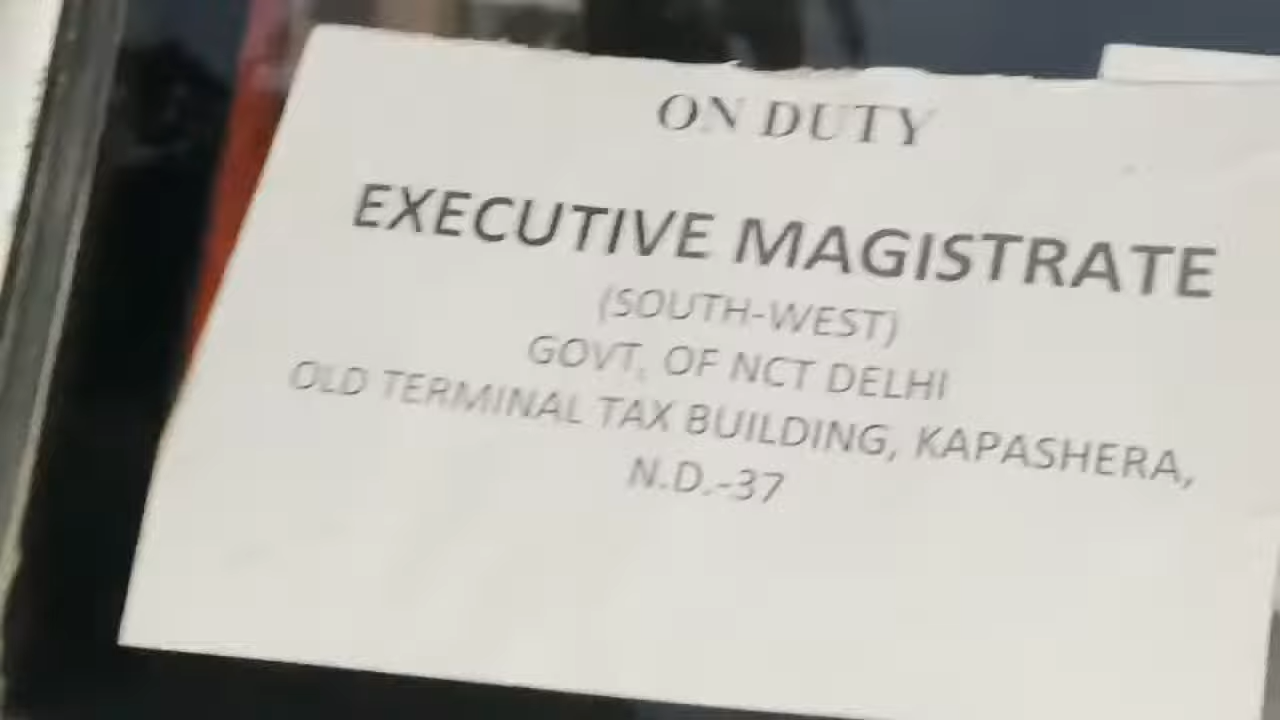 ON DUTY
EXECUTIVE MAGISTRATE
(SOUTH-WEST)
GOVT. OF NCT DELHI
OLD TERMINAL TAX BUILDING, KAPASHERA,
N.D.-37